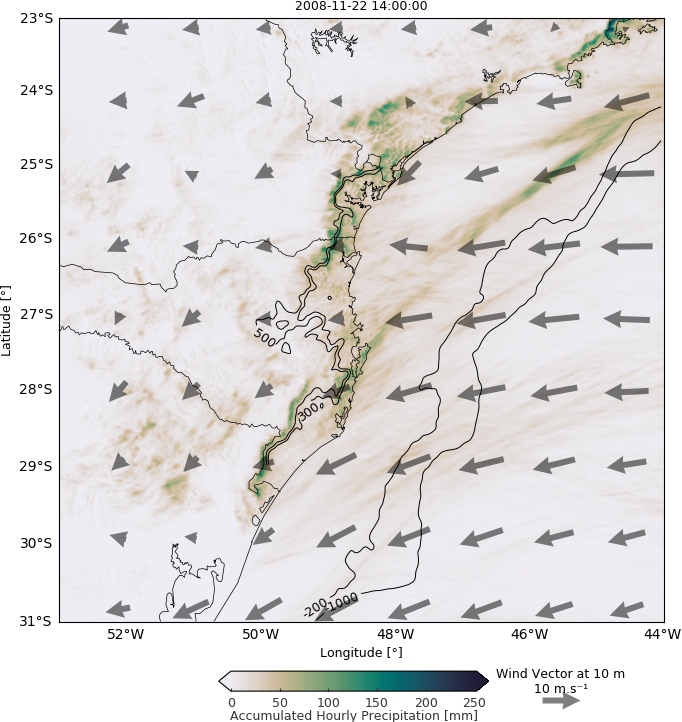 2008-11-22 14:00:00
23°S
24°S
25°S
26°S
27°S
28°S
29°S
30°S
31°S
Latitude [°]
500
300
-200
-1000
52°W 50°W 48°W 46°W 44°W
Longitude [°]
0 50 100 150 200 250
Accumulated Hourly Precipitation [mm]
Wind Vector at 10 m
10 m.s⁻¹